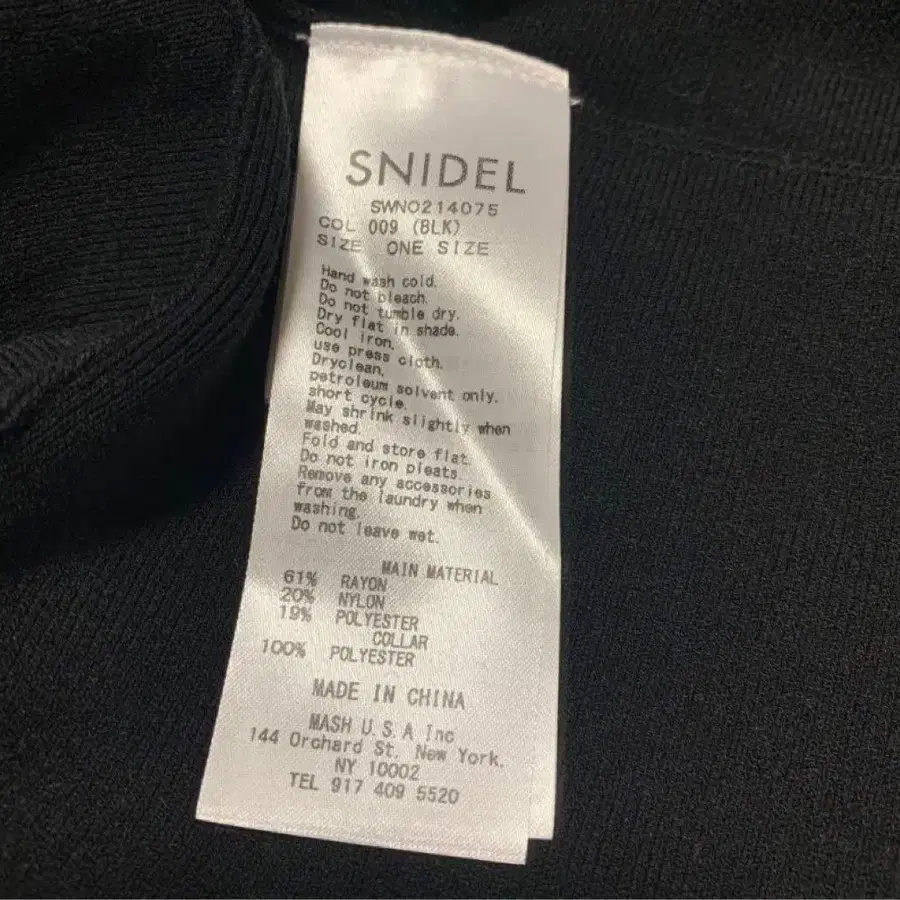 SNIDEL
SWNO214075
COL 009 (BLK)
SIZE ONE SIZE
Hand wash cold.
Do not bleach.
Do not tumble dry.
Dry flat in shade.
Cool iron.
use press cloth.
Dryclean,
petroleum solvent only.
short cycle.
May shrink slightly when
washed.
Fold and store flat.
Do not iron pleats.
Remove any accessories
from the laundry when
washing.
Do not leave wet.
MAIN MATERIAL
61% RAYON
20% NYLON
19% POLYESTER
COLLAR
100% POLYESTER
MADE IN CHINA
MASH U.S.A Inc
144 Orchard St. New York.
NY 10002
TEL 917 409 5520